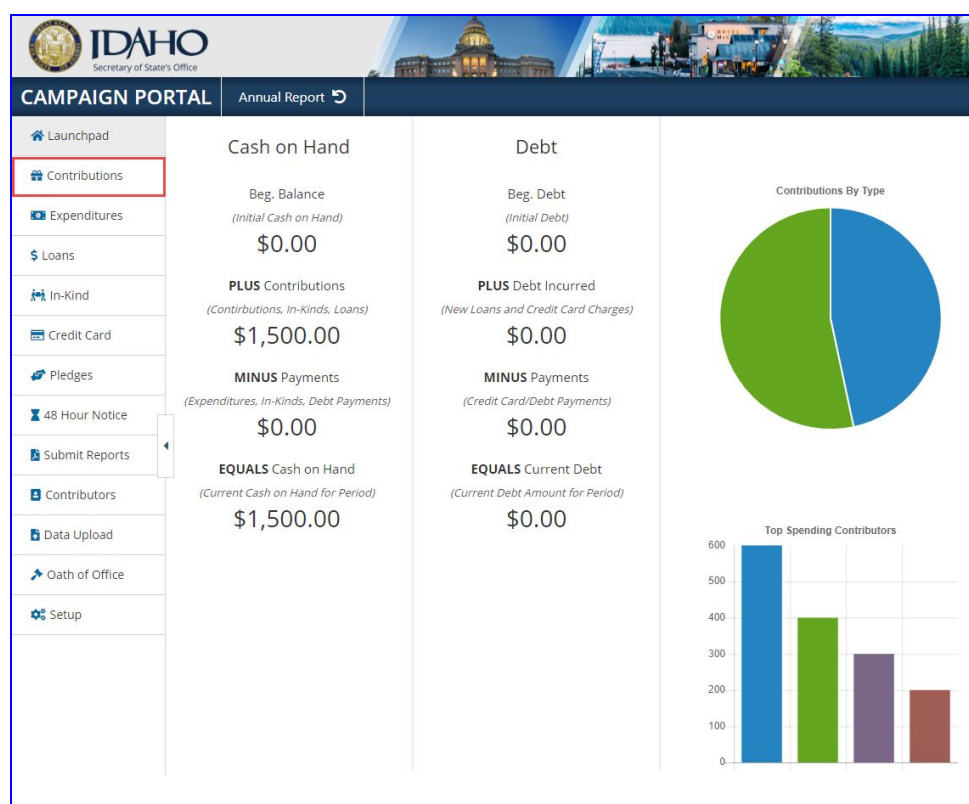 IDAHO
Secretary of State's Office
CAMPAIGN PORTAL
Annual Report
Launchpad
Contributions
Expenditures
Loans
In-Kind
Credit Card
Pledges
48 Hour Notice
Submit Reports
Contributors
Data Upload
Oath of Office
Setup
Cash on Hand
Beg. Balance
(Initial Cash on Hand)
$0.00
PLUS Contributions
(Contirbutions, In-Kinds, Loans)
$1,500.00
MINUS Payments
(Expenditures, In-Kinds, Debt Payments)
$0.00
EQUALS Cash on Hand
(Current Cash on Hand for Period)
$1,500.00
Debt
Beg. Debt
(Initial Debt)
$0.00
PLUS Debt Incurred
(New Loans and Credit Card Charges)
$0.00
MINUS Payments
(Credit Card/Debt Payments)
$0.00
EQUALS Current Debt
(Current Debt Amount for Period)
$0.00
Contributions By Type
Top Spending Contributors
600
500
400
300
200
100
0